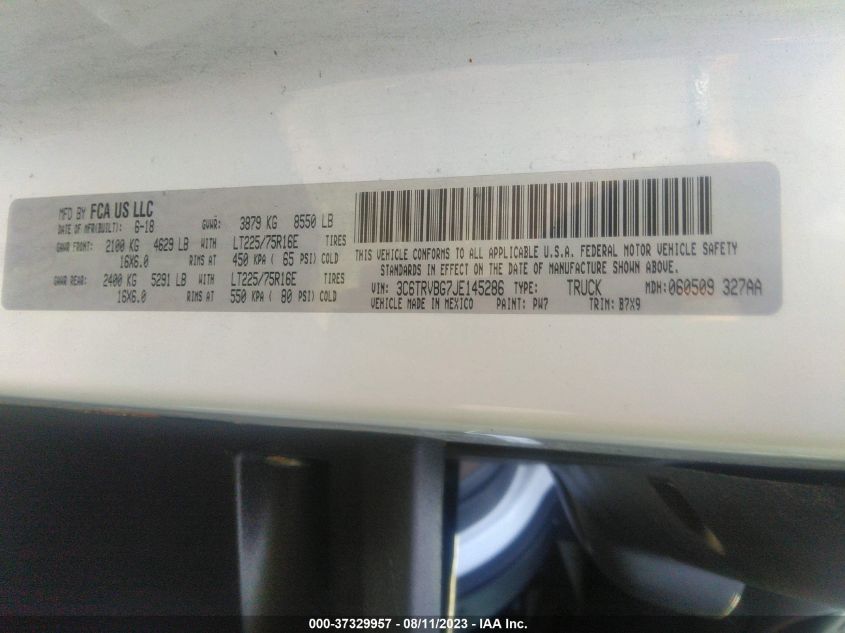 MFD BY FCA US LLC
DATE OF MFR(BUILT): 6-18 GVWR: 3879 KG 8550 LB
GAWR FRONT: 2100 KG 4629 LB WITH LT225/75R16E TIRES
16X6.0 RIMS AT 450 KPA ( 65 PSI) COLD
GAWR REAR: 2400 KG 5291 LB WITH LT225/75R16E TIRES
16X6.0 RIMS AT 550 KPA ( 80 PSI) COLD
THIS VEHICLE CONFORMS TO ALL APPLICABLE U.S.A. FEDERAL MOTOR VEHICLE SAFETY
STANDARDS IN EFFECT ON THE DATE OF MANUFACTURE SHOWN ABOVE.
VIN: 3C6TRVBG7JE145286 TYPE: TRUCK MDH: 060509 327AA
VEHICLE MADE IN MEXICO PAINT: PW7 TRIM: B7X9
000-37329957 - 08/11/2023 - IAA Inc.